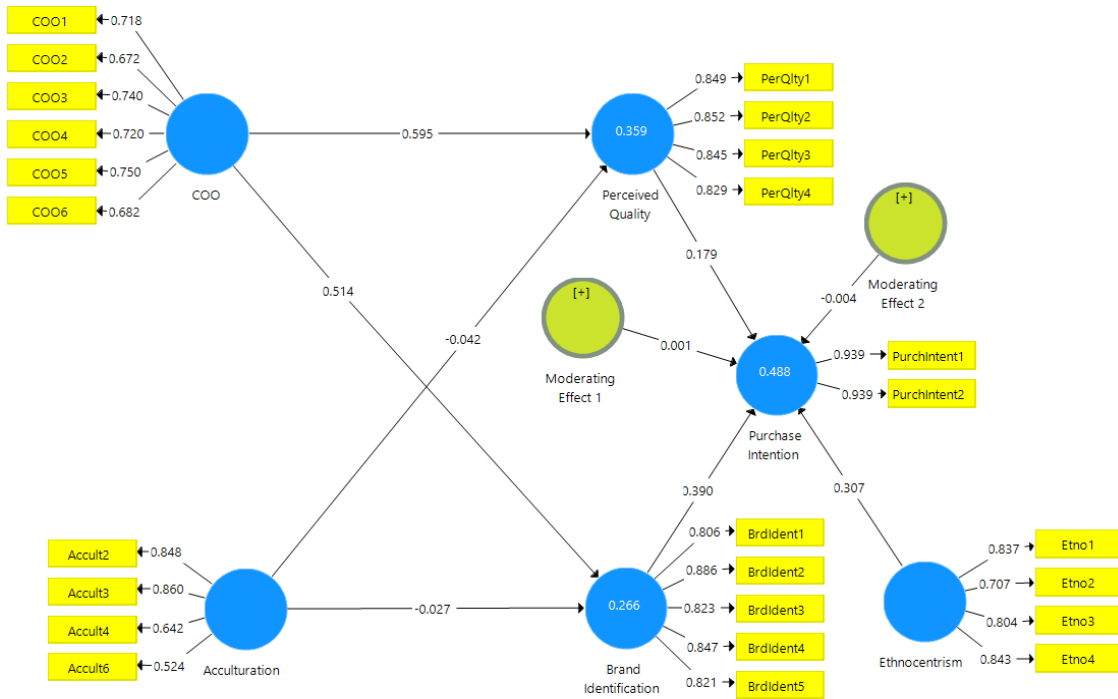 COO1
0.718
COO2
0.672
COO3
0.740
COO4
0.720
COO5
0.750
COO6
0.682
COO
0.595
0.514
-0.042
-0.027
0.359
Perceived
Quality
0.849
PerQlty1
0.852
PerQlty2
0.845
PerQlty3
0.829
PerQlty4
0.179
[+]
Moderating
Effect 2
-0.004
[+]
Moderating
Effect 1
0.001
0.488
Purchase
Intention
0.939
PurchIntent1
0.939
PurchIntent2
0.390
0.307
Accult2
0.848
Accult3
0.860
Accult4
0.642
Accult6
0.524
Acculturation
0.266
Brand
Identification
0.806
BrdIdent1
0.886
BrdIdent2
0.823
BrdIdent3
0.847
BrdIdent4
0.821
BrdIdent5
Ethnocentrism
0.837
Etno1
0.707
Etno2
0.804
Etno3
0.843
Etno4